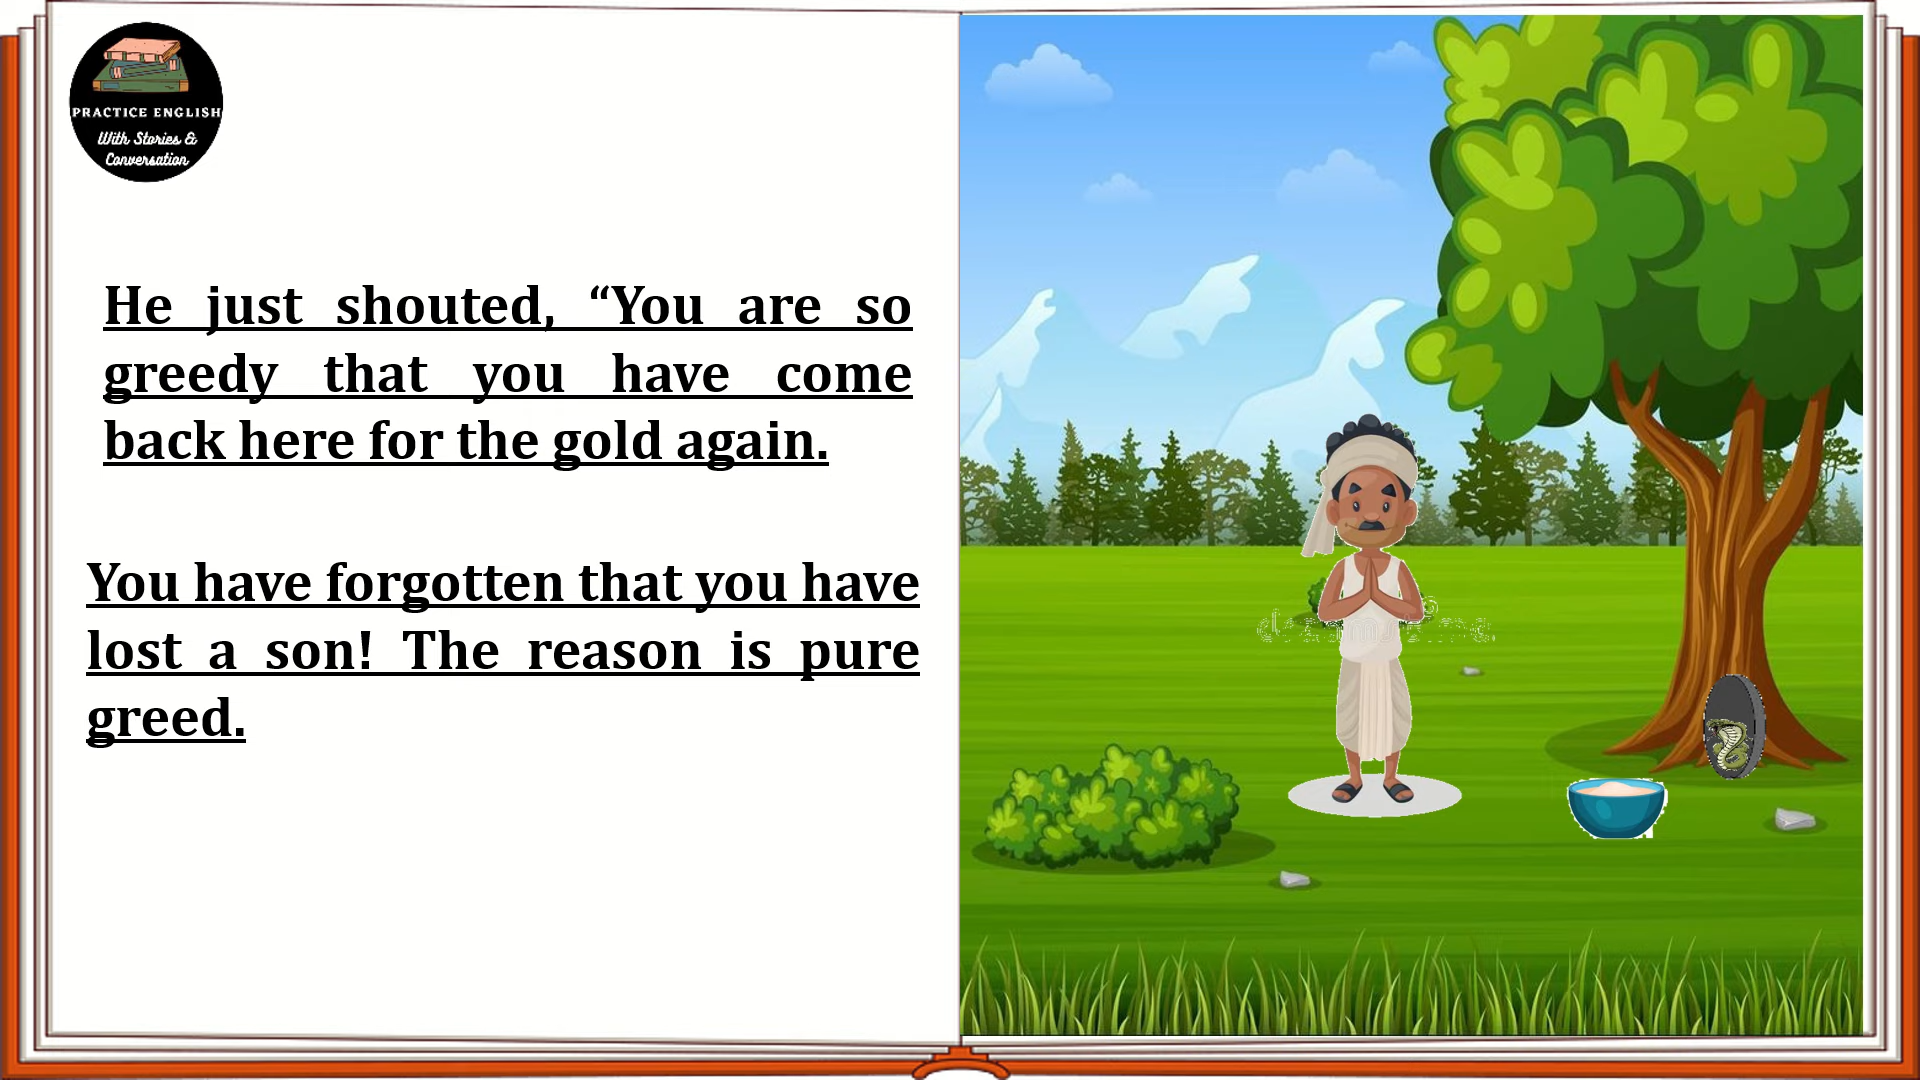 PRACTICE ENGLISH
With Stories &
Conversation
He just shouted, “You are so
greedy that you have come
back here for the gold again.
You have forgotten that you have
lost a son! The reason is pure
greed.